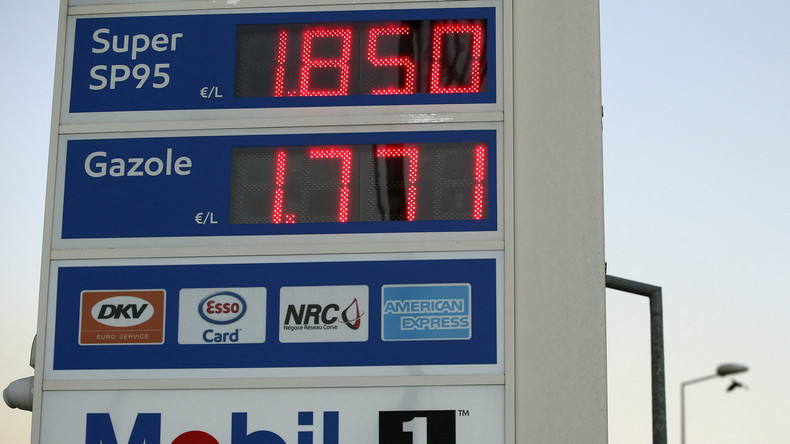 Super
SP95
€/L
1.850
Gazole
€/L
1.771
DKV
EURO SERVICE
Esso
Card
NRC
Négoce Réseau Corse
AMERICAN
EXPRESS
Mobil 1™